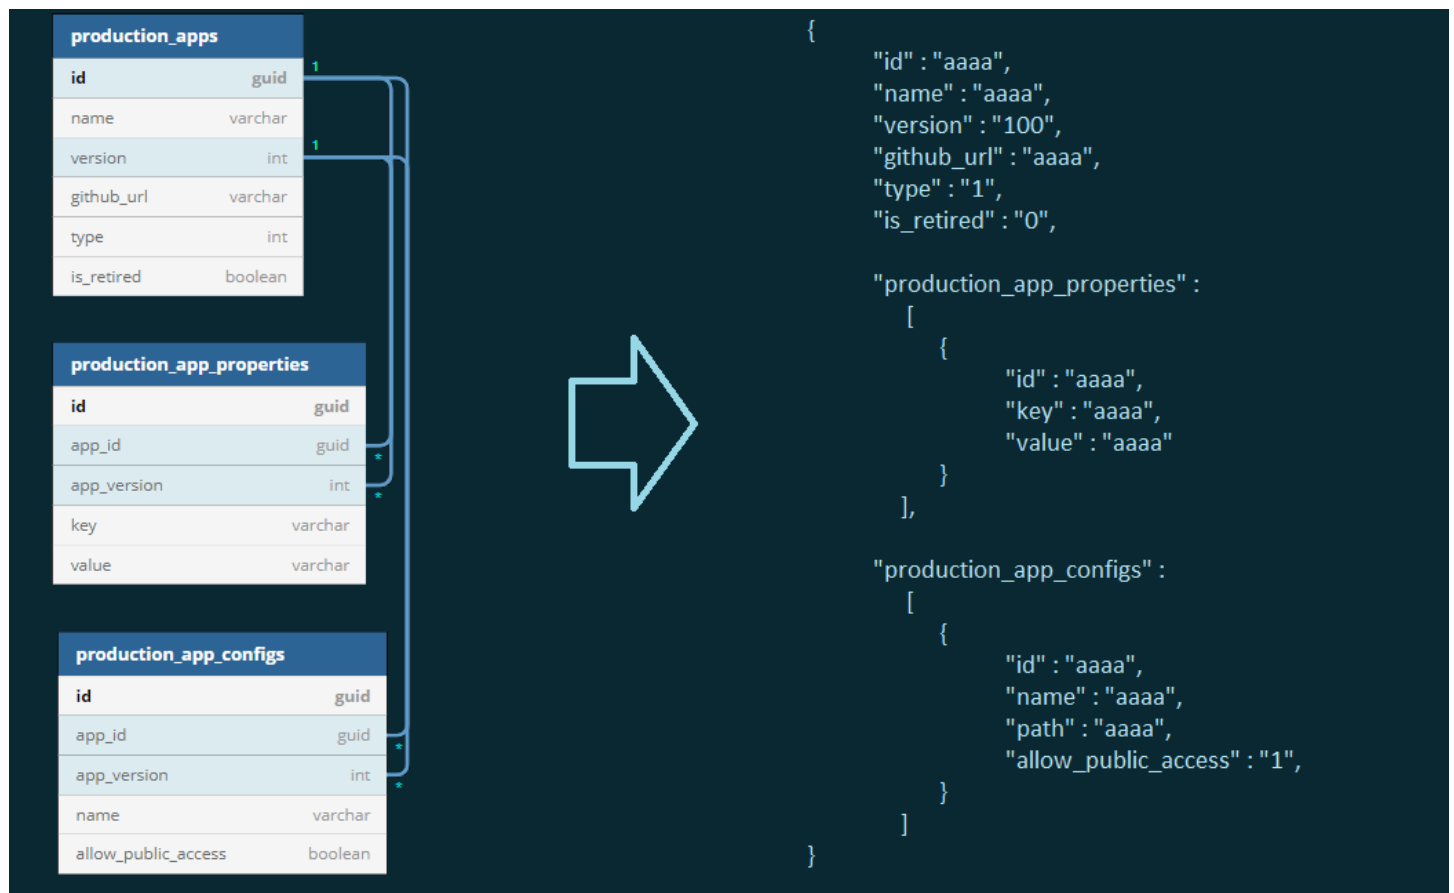 production_apps
1
id guid
name varchar
1
version int
github_url varchar
type int
is_retired boolean
production_app_properties
id guid
app_id guid
*
app_version int
*
key varchar
value varchar
production_app_configs
id guid
app_id guid
*
app_version int
*
name varchar
allow_public_access boolean
{
"id" : "aaaa",
"name" : "aaaa",
"version" : "100",
"github_url" : "aaaa",
"type" : "1",
"is_retired" : "0",
"production_app_properties" :
[
{
"id" : "aaaa",
"key" : "aaaa",
"value" : "aaaa"
}
],
"production_app_configs" :
[
{
"id" : "aaaa",
"name" : "aaaa",
"path" : "aaaa",
"allow_public_access" : "1",
}
]
}